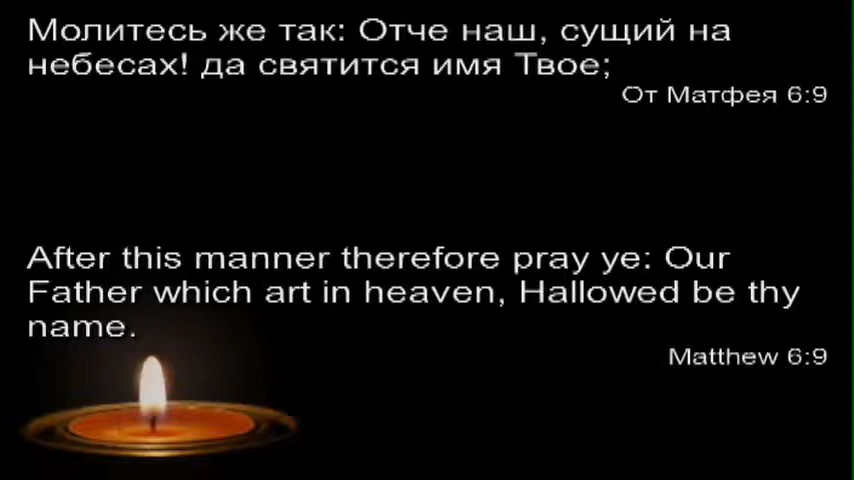 Молитесь же так: Отче наш, сущий на
небесах! да святится имя Твое;
От Матфея 6:9
After this manner therefore pray ye: Our
Father which art in heaven, Hallowed be thy
name.
Matthew 6:9